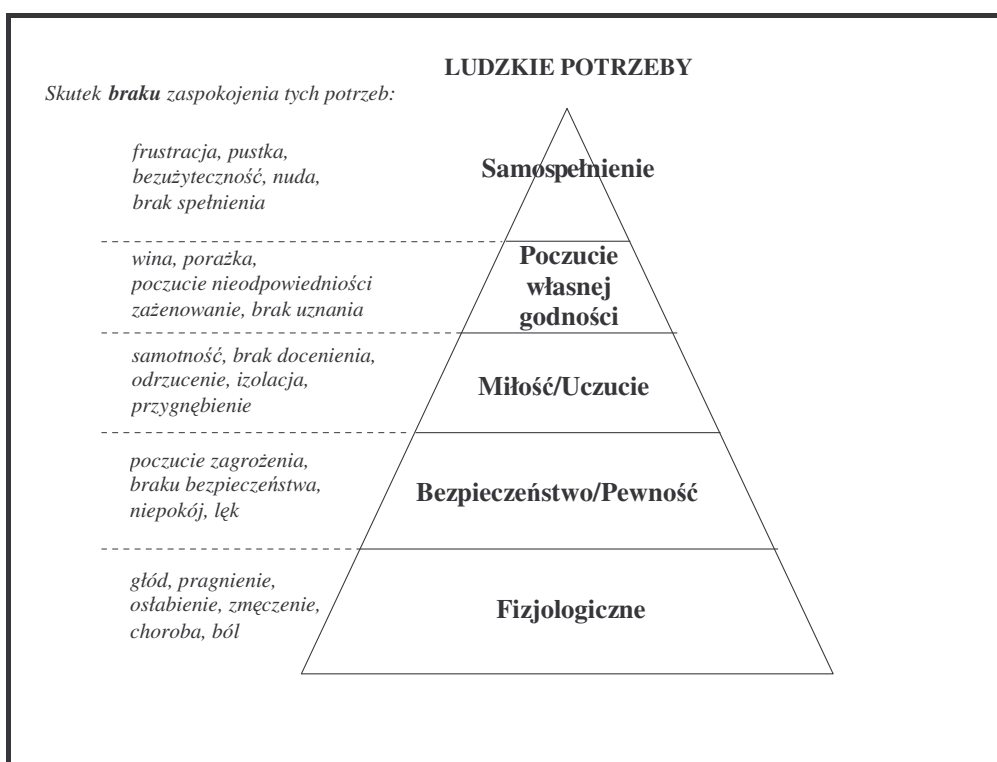 LUDZKIE POTRZEBY
Skutek braku zaspokojenia tych potrzeb:
frustracja, pustka,
bezużyteczność, nuda,
brak spełnienia
Samospełnienie
wina, porażka,
poczucie nieodpowiedniości
zażenowanie, brak uznania
Poczucie
własnej
godności
samotność, brak docenienia,
odrzucenie, izolacja,
przygnębienie
Miłość/Uczucie
poczucie zagrożenia,
braku bezpieczeństwa,
niepokój, lęk
Bezpieczeństwo/Pewność
głód, pragnienie,
osłabienie, zmęczenie,
choroba, ból
Fizjologiczne